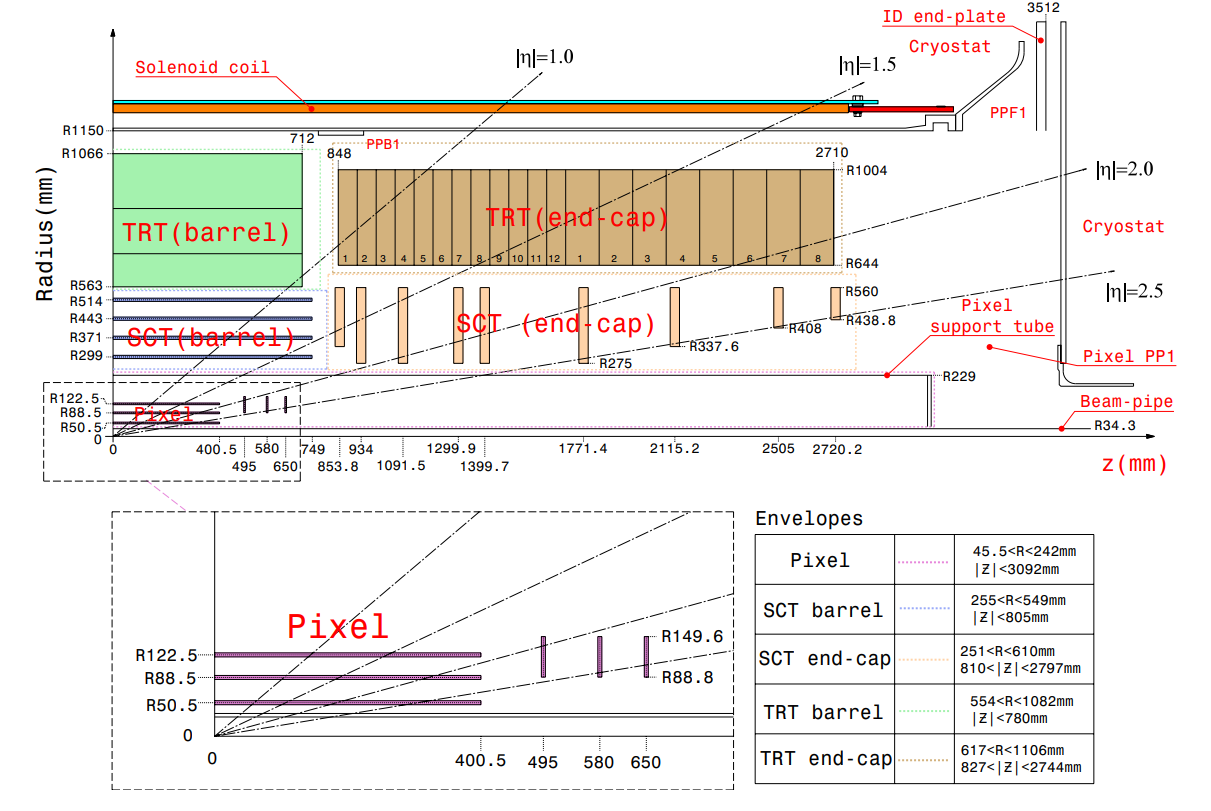 3512
ID end-plate
Cryostat
|η|=1.0
|η|=1.5
Solenoid coil
PPF1
R1150
712
PPB1
R1066
848
2710
R1004
|η|=2.0
Radius(mm)
TRT(barrel)
TRT(end-cap)
Cryostat
1 2 3 4 5 6 7 8 9 10 11 12 1 2 3 4 5 6 7 8
R644
R563
R514
R560
|η|=2.5
R443
SCT(barrel)
SCT (end-cap)
R438.8
R408
Pixel
support tube
R371
R337.6
R299
R275
Pixel PP1
R229
R122.5
Pixel
R88.5
Beam-pipe
R50.5
R34.3
0
0
400.5
580
749
934
1299.9
1771.4
2115.2
2505
2720.2
495
650
853.8
1091.5
1399.7
z(mm)
Envelopes
Pixel
45.5<R<242mm
|Z|<3092mm
SCT barrel
255<R<549mm
|Z|<805mm
SCT end-cap
251<R<610mm
810<|Z|<2797mm
TRT barrel
554<R<1082mm
|Z|<780mm
TRT end-cap
617<R<1106mm
827<|Z|<2744mm
Pixel
R149.6
R122.5
R88.5
R88.8
R50.5
0
0
400.5
495
580
650